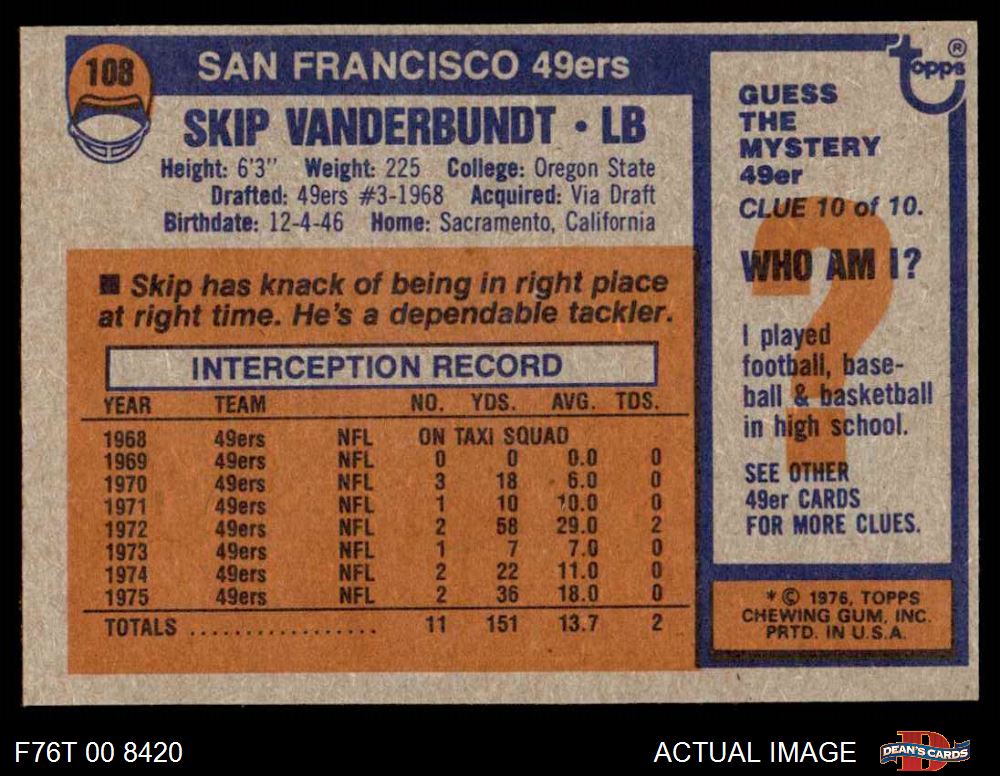 108
SAN FRANCISCO 49ers
SKIP VANDERBUNDT • LB
Height: 6'3" Weight: 225 College: Oregon State
Drafted: 49ers #3-1968 Acquired: Via Draft
Birthdate: 12-4-46 Home: Sacramento, California
■ Skip has knack of being in right place
at right time. He's a dependable tackler.
INTERCEPTION RECORD
YEAR TEAM NO. YDS. AVG. TDS.
1968 49ers NFL ON TAXI SQUAD
1969 49ers NFL 0 0 0.0 0
1970 49ers NFL 3 18 6.0 0
1971 49ers NFL 1 10 10.0 0
1972 49ers NFL 2 58 29.0 2
1973 49ers NFL 1 7 7.0 0
1974 49ers NFL 2 22 11.0 0
1975 49ers NFL 2 36 18.0 0
TOTALS .................. 11 151 13.7 2
topps ®
GUESS
THE
MYSTERY
49er
CLUE 10 of 10.
?
WHO AM I?
I played
football, base-
ball & basketball
in high school.
SEE OTHER
49er CARDS
FOR MORE CLUES.
* © 1976, TOPPS
CHEWING GUM, INC.
PRTD. IN U.S.A.
F76T 00 8420
ACTUAL IMAGE
D
DEAN'S CARDS